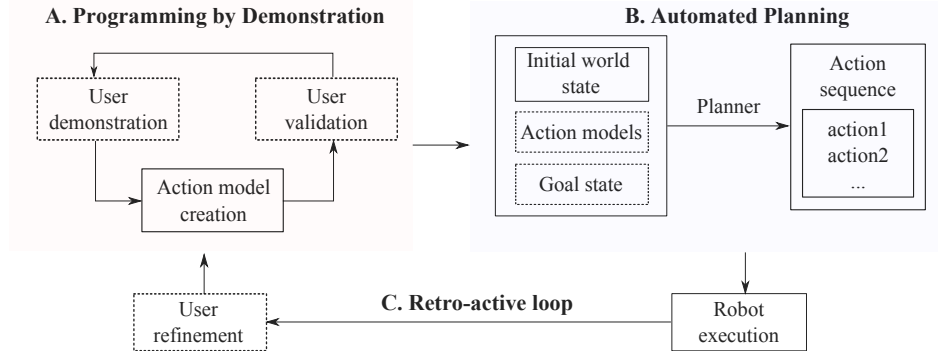 A. Programming by Demonstration
User
demonstration
User
validation
Action model
creation
B. Automated Planning
Initial world
state
Action models
Goal state
Planner
Action
sequence
action1
action2
...
C. Retro-active loop
User
refinement
Robot
execution